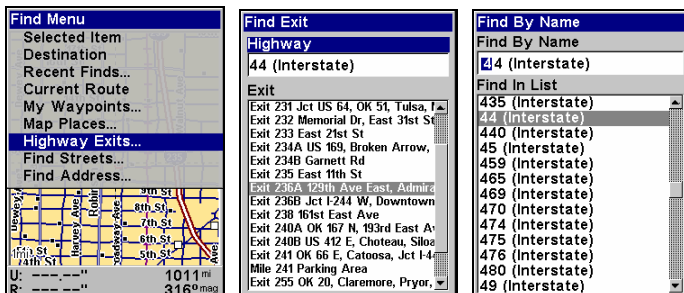 Find Menu
Selected Item
Destination
Recent Finds...
Current Route
My Waypoints...
Map Places...
Highway Exits...
Find Streets...
Find Address...
9th St
8th St
7th St
6th St
5th St
Dewey
Harvey Ave
Robin
Ave
4th St
U: ---.--"
1011 mi
R: ---.--"
316º mag
Find Exit
Highway
44 (Interstate)
Exit
Exit 231 Jct US 64, OK 51, Tulsa,
Exit 232 Memorial Dr, East 31st St
Exit 233 East 21st St
Exit 234A US 169, Broken Arrow,
Exit 234B Garnett Rd
Exit 235 East 11th St
Exit 236A 129th Ave East, Admira
Exit 236B Jct I-244 W, Downtown
Exit 238 161st East Ave
Exit 240A OK 167 N, 193rd East A
Exit 240B US 412 E, Choteau, Siloa
Exit 241 OK 66 E, Catoosa, Jct I-4
Mile 241 Parking Area
Exit 255 OK 20, Claremore, Pryor,
Find By Name
Find By Name
44 (Interstate)
Find In List
435 (Interstate)
44 (Interstate)
440 (Interstate)
45 (Interstate)
459 (Interstate)
465 (Interstate)
469 (Interstate)
470 (Interstate)
474 (Interstate)
475 (Interstate)
476 (Interstate)
480 (Interstate)
49 (Interstate)